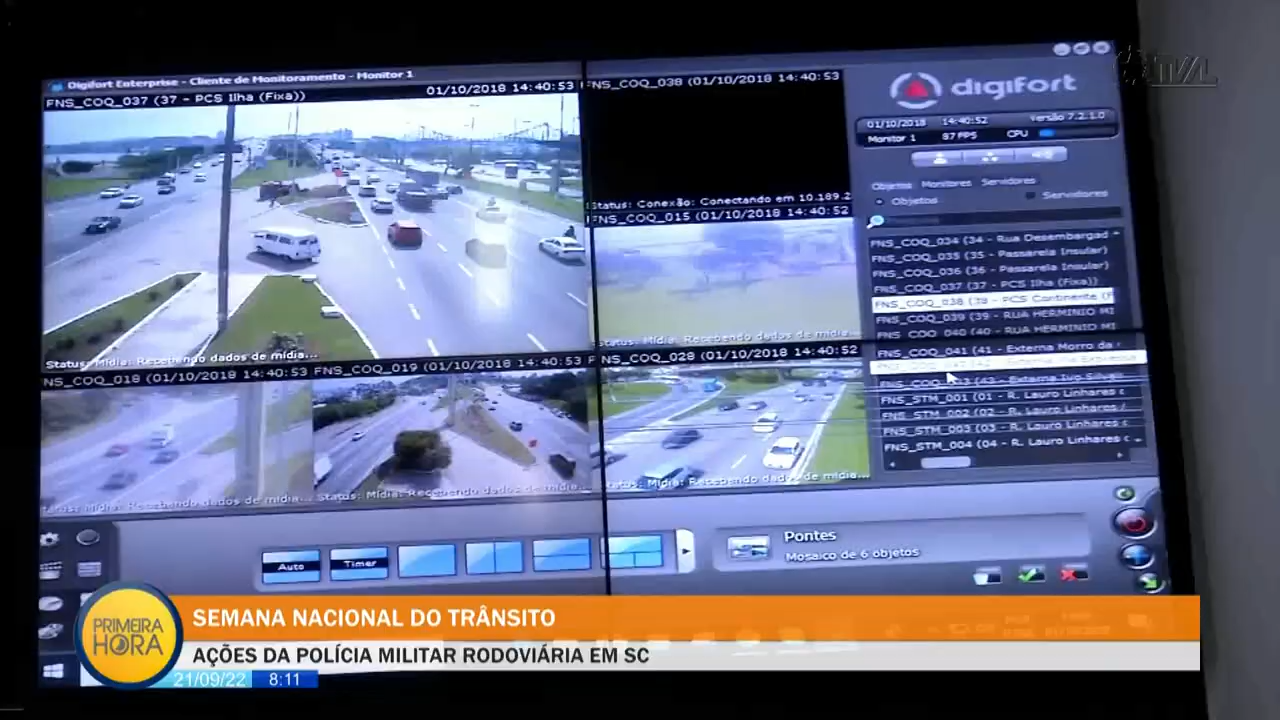 TVAL
Digifort Enterprise - Cliente de Monitoramento - Monitor 1
FNS_COQ_037 (37 - PCS Ilha (Fixa))
01/10/2018 14:40:53
FNS_COQ_038 (01/10/2018 14:40:53
Status: Conexão: Conectando em 10.189.2
FNS_COQ_015 (01/10/2018 14:40:52
Status: Mídia: Recebendo dados de mídia...
Status: Mídia: Recebendo dados de mídia...
FNS_COQ_018 (01/10/2018 14:40:53
FNS_COQ_019 (01/10/2018 14:40:53
FNS_COQ_028 (01/10/2018 14:40:52
Status: Mídia: Recebendo dados de mídia...
Status: Mídia: Recebendo dados de mídia...
digifort
01/10/2018 14:40:52 Versão 7.2.1.0
Monitor 1 87 FPS CPU
Objetos Monitores Servidores
Objetos Servidores
FNS_COQ_034 (34 - Rua Desembargad
FNS_COQ_035 (35 - Passarela Insular)
FNS_COQ_036 (36 - Passarela Insular)
FNS_COQ_037 (37 - PCS Ilha (Fixa))
FNS_COQ_038 (38 - PCS Continente (F
FNS_COQ_039 (39 - RUA HERMINIO MI
FNS_COQ_040 (40 - RUA HERMINIO MI
FNS_COQ_041 (41 - Externa Morro da
FNS_STM_001 (01 - R. Lauro Linhares
FNS_STM_002 (02 - R. Lauro Linhares
FNS_STM_003 (03 - R. Lauro Linhares
FNS_STM_004 (04 - R. Lauro Linhares
Auto
Timer
Pontes
Mosaico de 6 objetos
PRIMEIRA
HORA
SEMANA NACIONAL DO TRÂNSITO
AÇÕES DA POLÍCIA MILITAR RODOVIÁRIA EM SC
21/09/22 8:11